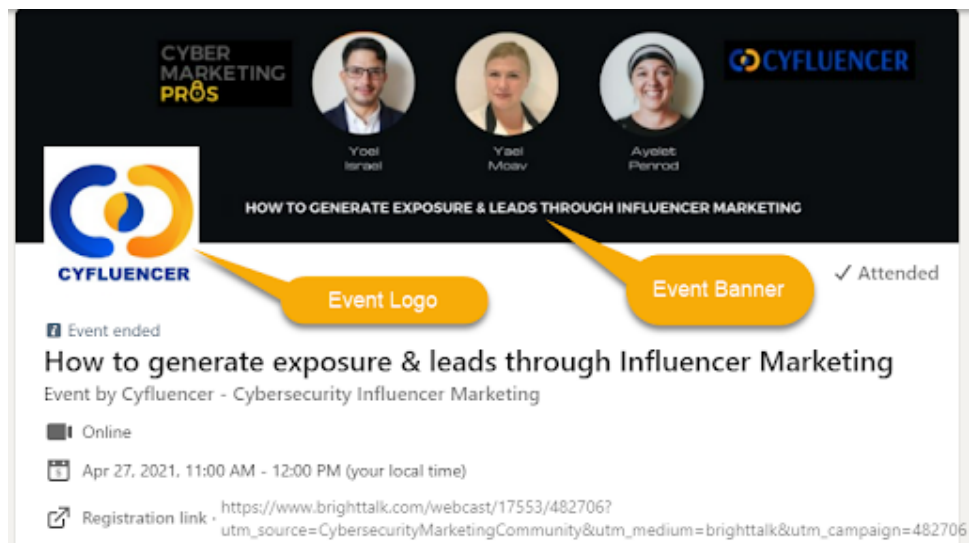 CYBER
MARKETING
PROS
CYFLUENCER
Yoel
Israel
Yael
Moav
Ayelet
Penrod
HOW TO GENERATE EXPOSURE & LEADS THROUGH INFLUENCER MARKETING
CYFLUENCER
Event Logo
Event Banner
✓ Attended
Event ended
How to generate exposure & leads through Influencer Marketing
Event by Cyfluencer - Cybersecurity Influencer Marketing
Online
Apr 27, 2021, 11:00 AM - 12:00 PM (your local time)
Registration link · https://www.brighttalk.com/webcast/17553/482706?
utm_source=CybersecurityMarketingCommunity&utm_medium=brighttalk&utm_campaign=482706